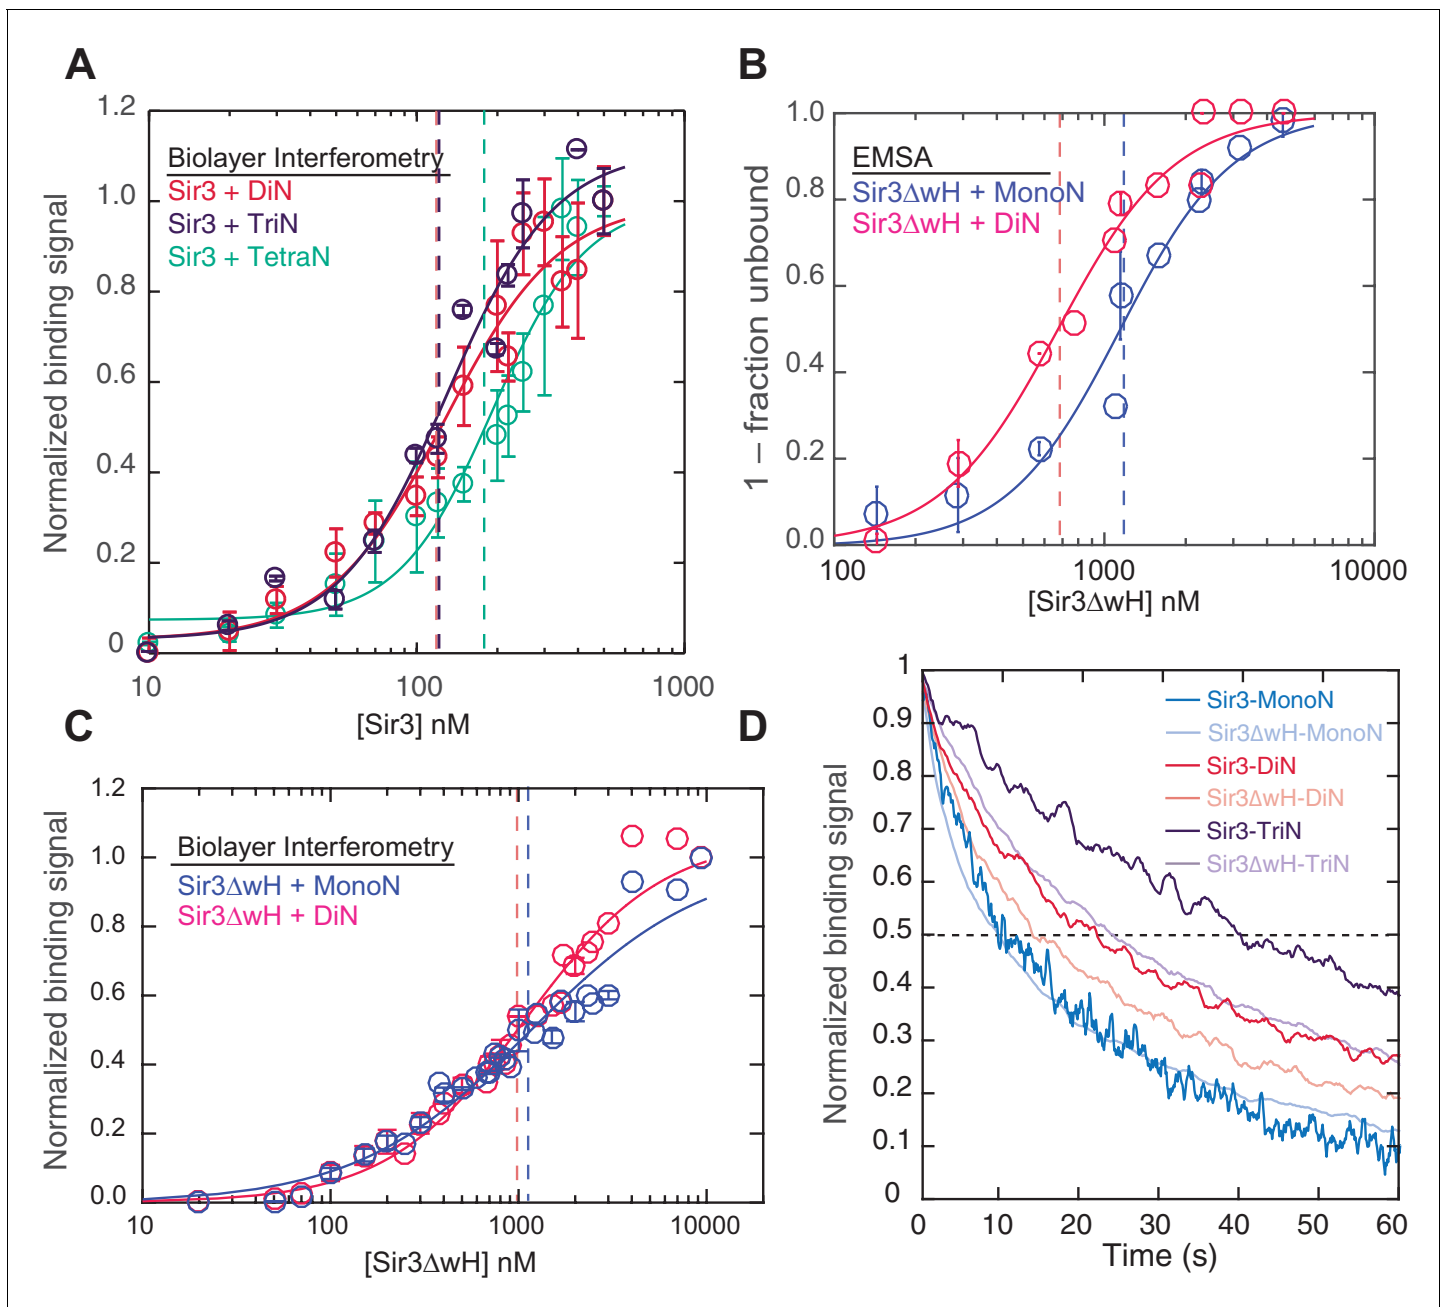 A
1.2
1.0
0.8
0.6
0.4
0.2
0
10
100
1000
Normalized binding signal
[Sir3] nM
Biolayer Interferometry
Sir3 + DiN
Sir3 + TriN
Sir3 + TetraN
B
1.0
0.8
0.6
0.4
0.2
0.0
100
1000
10000
1 – fraction unbound
[Sir3ΔwH] nM
EMSA
Sir3ΔwH + MonoN
Sir3ΔwH + DiN
C
1.2
1.0
0.8
0.6
0.4
0.2
0.0
10
100
1000
10000
Normalized binding signal
[Sir3ΔwH] nM
Biolayer Interferometry
Sir3ΔwH + MonoN
Sir3ΔwH + DiN
D
1
0.9
0.8
0.7
0.6
0.5
0.4
0.3
0.2
0.1
0
0
10
20
30
40
50
60
Normalized binding signal
Time (s)
Sir3-MonoN
Sir3ΔwH-MonoN
Sir3-DiN
Sir3ΔwH-DiN
Sir3-TriN
Sir3ΔwH-TriN